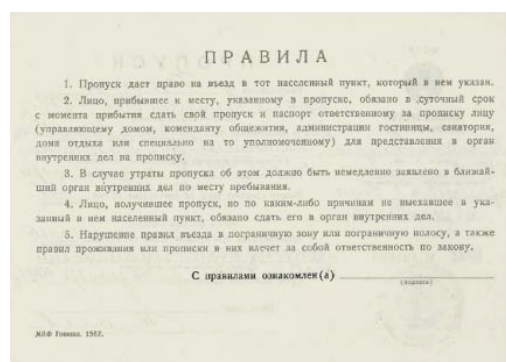 ПРАВИЛА
1. Пропуск дает право на въезд в тот населенный пункт, который в нем указан.
2. Лицо, прибывшее к месту, указанному в пропуске, обязано в суточный срок
с момента прибытия сдать свой пропуск и паспорт ответственному за прописку лицу
(управляющему домом, коменданту общежития, администрации гостиницы, санатория,
дома отдыха или специально на то уполномоченному) для представления в орган
внутренних дел на прописку.
3. В случае утраты пропуска об этом должно быть немедленно заявлено в ближай-
ший орган внутренних дел по месту пребывания.
4. Лицо, получившее пропуск, но по каким-либо причинам не выехавшее в ука-
занный в нем населенный пункт, обязано сдать его в орган внутренних дел.
5. Нарушение правил въезда в пограничную зону или пограничную полосу, а также
правил проживания или прописки в них влечет за собой ответственность по закону.
С правилами ознакомлен(а)
(подпись)
МПФ Гознака. 1982.